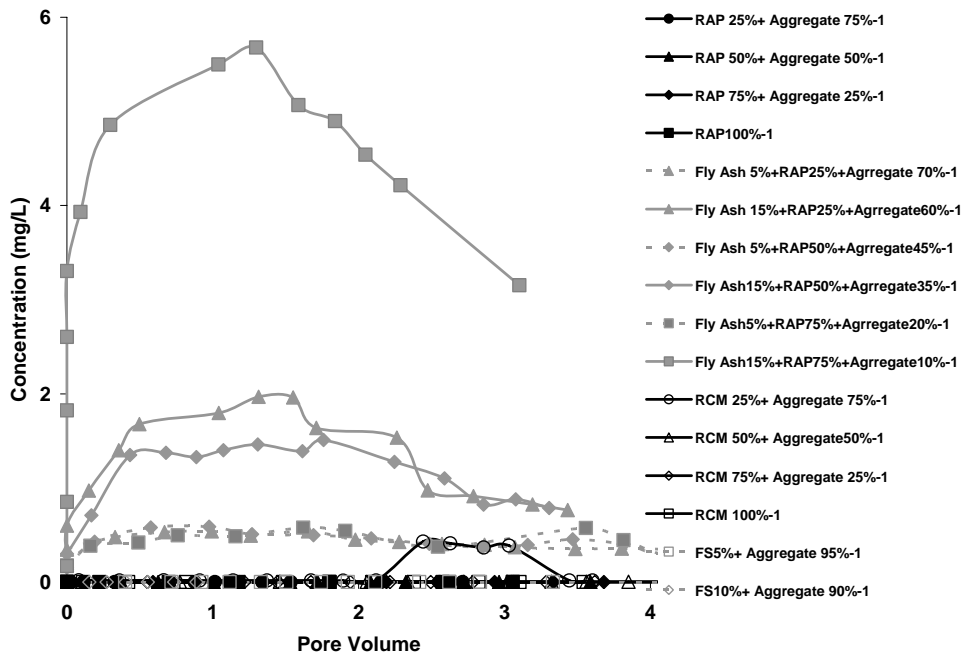 6
4
2
0
0
1
2
3
4
Concentration (mg/L)
Pore Volume
RAP 25%+ Aggregate 75%-1
RAP 50%+ Aggregate 50%-1
RAP 75%+ Aggregate 25%-1
RAP100%-1
Fly Ash 5%+RAP25%+Agrregate 70%-1
Fly Ash 15%+RAP25%+Agrregate60%-1
Fly Ash 5%+RAP50%+Agrregate45%-1
Fly Ash15%+RAP50%+Agrregate35%-1
Fly Ash5%+RAP75%+Agrregate20%-1
Fly Ash15%+RAP75%+Agrregate10%-1
RCM 25%+ Aggregate 75%-1
RCM 50%+ Aggregate50%-1
RCM 75%+ Aggregate 25%-1
RCM 100%-1
FS5%+ Aggregate 95%-1
FS10%+ Aggregate 90%-1